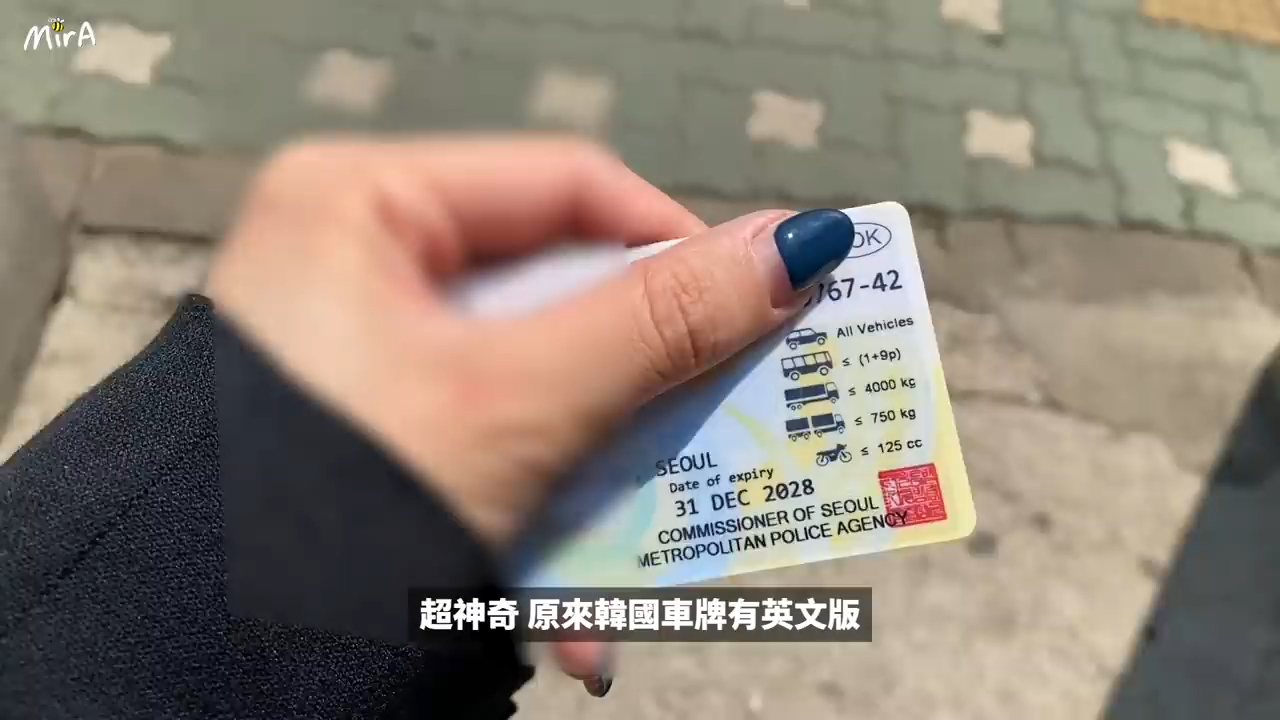 MirA
OK
767-42
All Vehicles
≤ (1+9p)
≤ 4000 kg
≤ 750 kg
≤ 125 cc
SEOUL
Date of expiry
31 DEC 2028
COMMISSIONER OF SEOUL
METROPOLITAN POLICE AGENCY
超神奇 原來韓國車牌有英文版